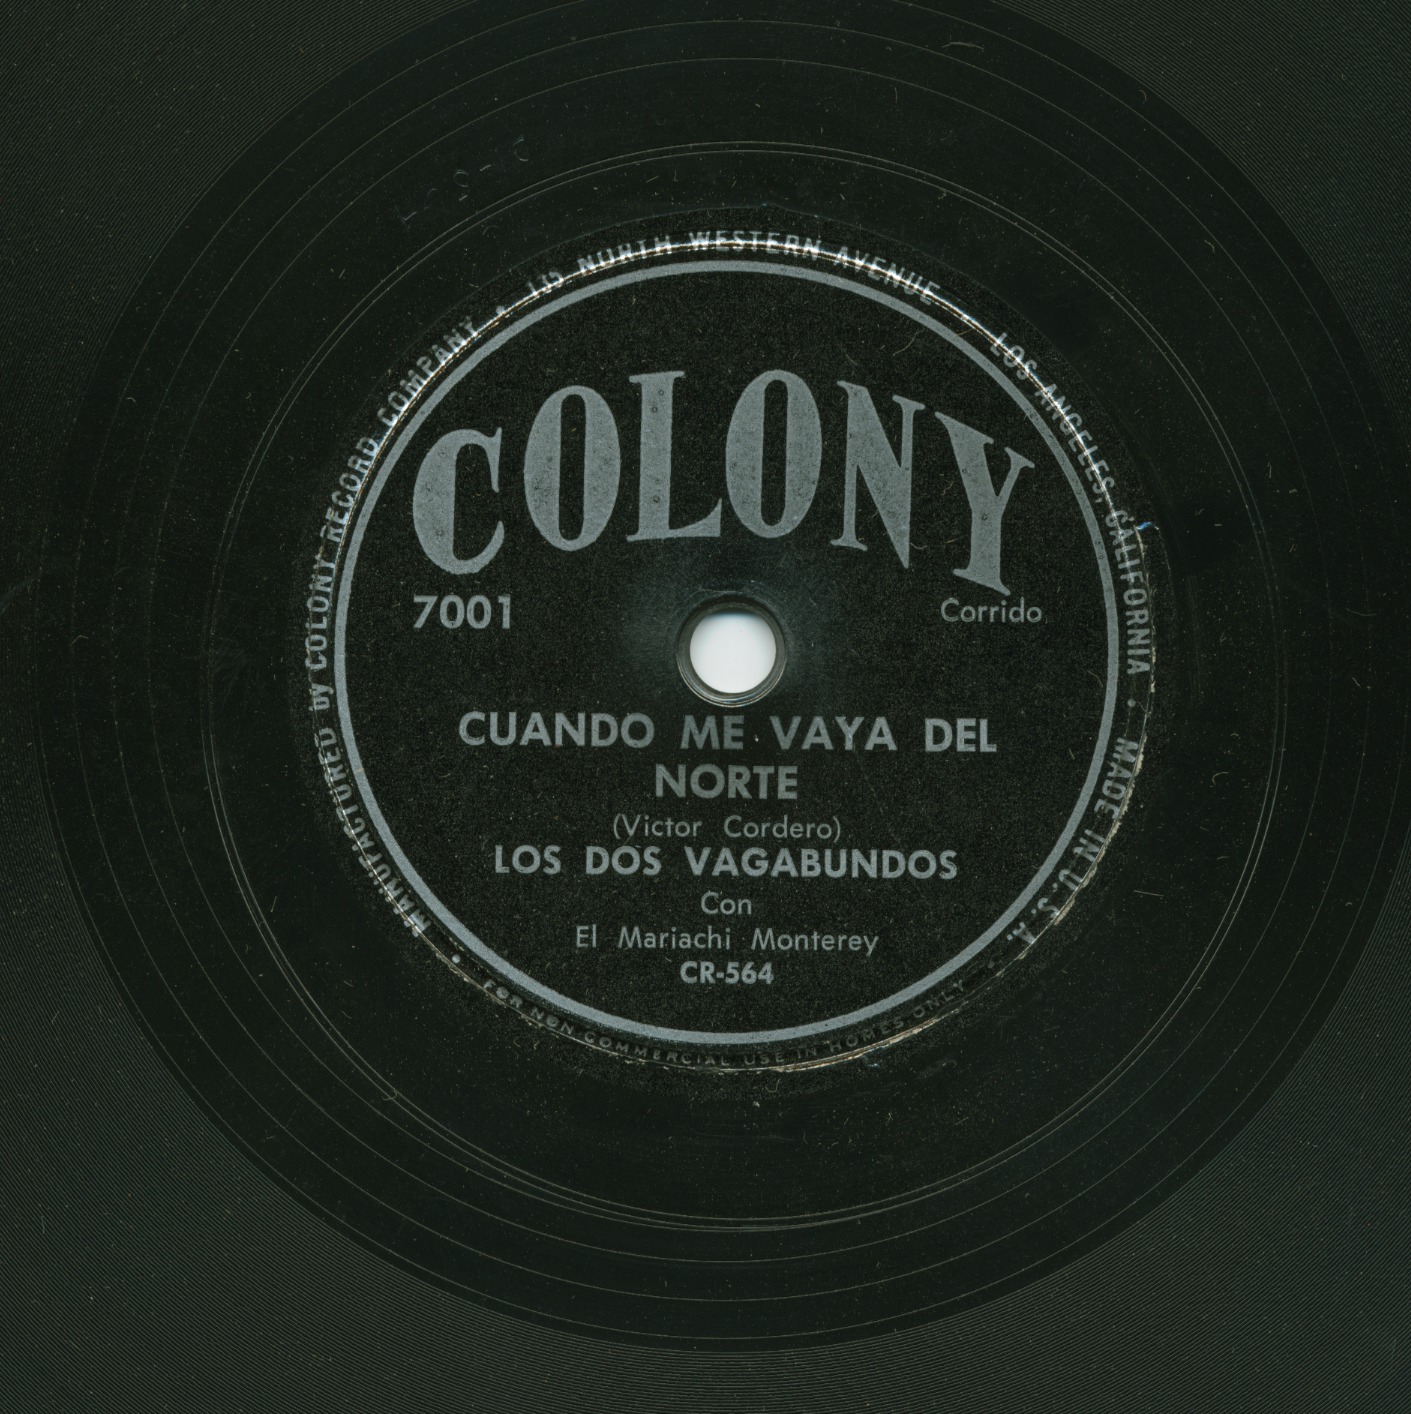 COLONY
7001
Corrido
CUANDO ME VAYA DEL
NORTE
(Victor Cordero)
LOS DOS VAGABUNDOS
Con
El Mariachi Monterey
CR-564
MANUFACTURED by COLONY RECORD COMPANY • NORTH WESTERN AVENUE • LOS ANGELES, CALIFORNIA • MADE IN U. S. A.
• FOR NON COMMERCIAL USE IN HOMES ONLY